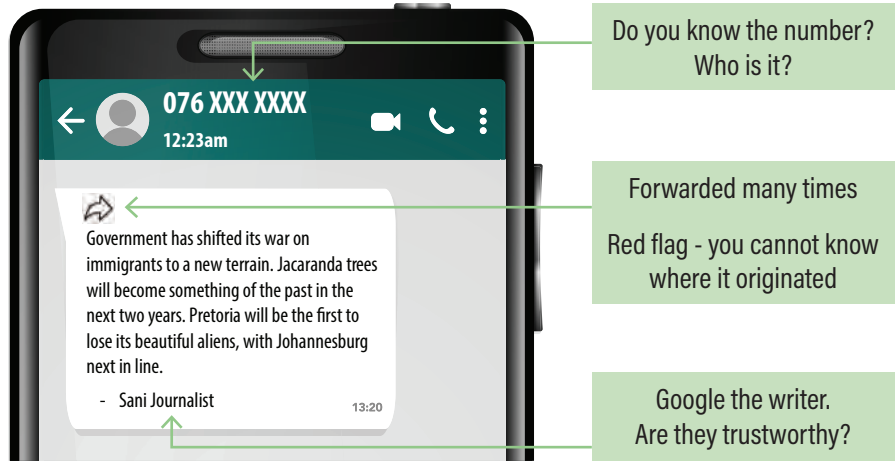 Do you know the number?
Who is it?
076 XXX XXXX
12:23am
Forwarded many times
Red flag - you cannot know
where it originated
Government has shifted its war on
immigrants to a new terrain. Jacaranda trees
will become something of the past in the
next two years. Pretoria will be the first to
lose its beautiful aliens, with Johannesburg
next in line.
- Sani Journalist
13:20
Google the writer.
Are they trustworthy?